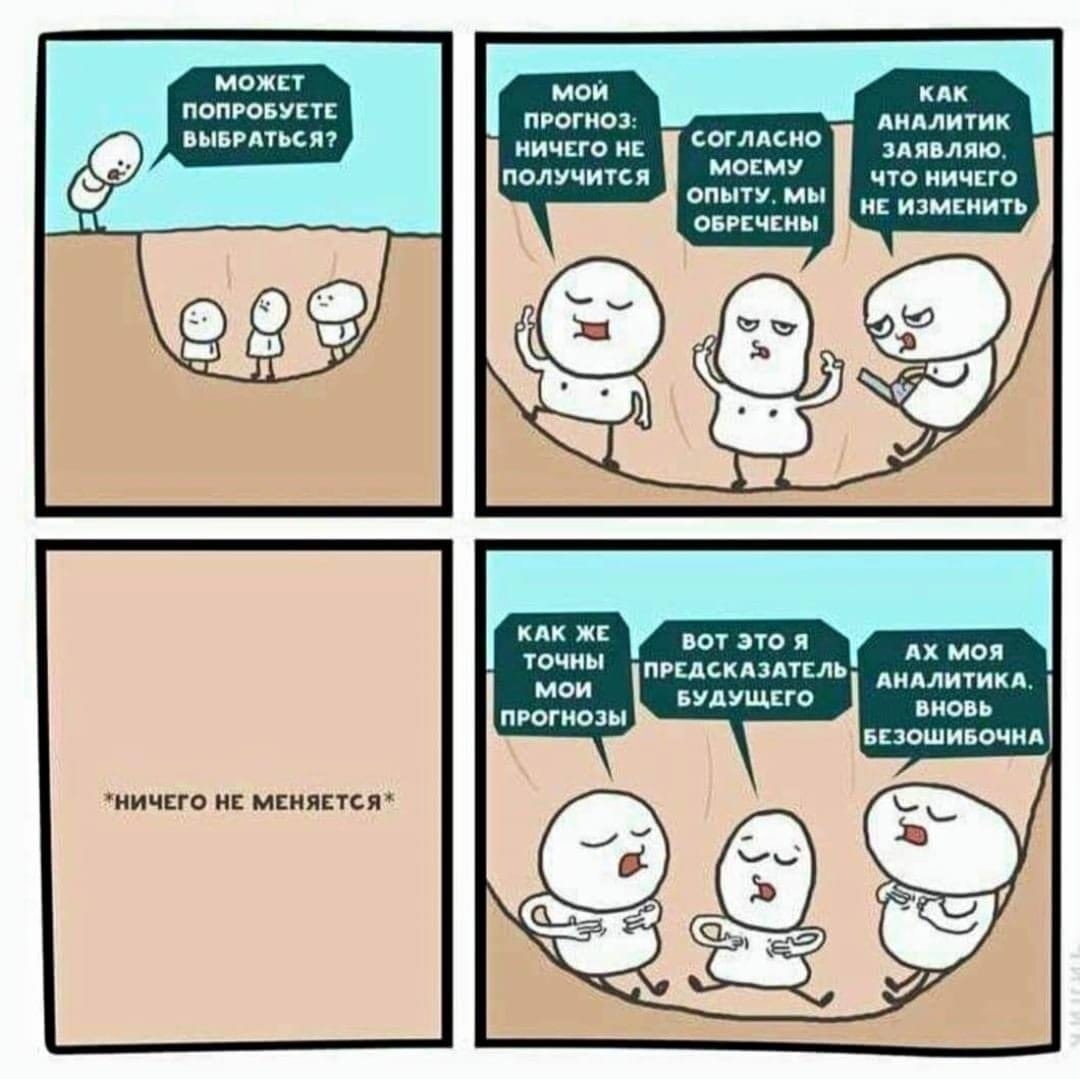 МОЖЕТ
ПОПРОБУЕТЕ
ВЫБРАТЬСЯ?
МОЙ
ПРОГНОЗ:
НИЧЕГО НЕ
ПОЛУЧИТСЯ
СОГЛАСНО
МОЕМУ
ОПЫТУ, МЫ
ОБРЕЧЕНЫ
КАК
АНАЛИТИК
ЗАЯВЛЯЮ,
ЧТО НИЧЕГО
НЕ ИЗМЕНИТЬ
*НИЧЕГО НЕ МЕНЯЕТСЯ*
КАК ЖЕ
ТОЧНЫ
МОИ
ПРОГНОЗЫ
ВОТ ЭТО Я
ПРЕДСКАЗАТЕЛЬ
БУДУЩЕГО
АХ МОЯ
АНАЛИТИКА,
ВНОВЬ
БЕЗОШИБОЧНА